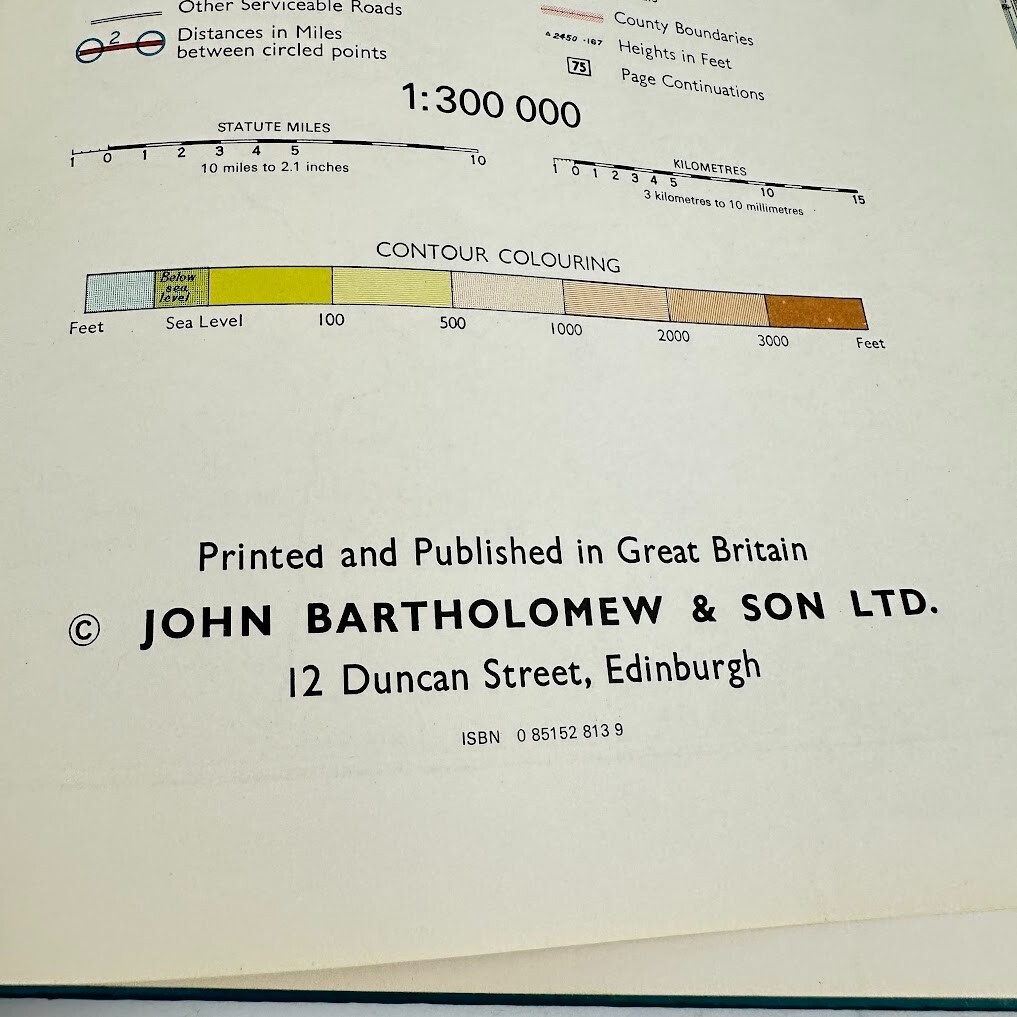 Other Serviceable Roads
2
Distances in Miles
between circled points
County Boundaries
2450 ·167 Heights in Feet
75 Page Continuations
1:300 000
STATUTE MILES
1 0 1 2 3 4 5 10
10 miles to 2.1 inches
KILOMETRES
1 0 1 2 3 4 5 10 15
3 kilometres to 10 millimetres
CONTOUR COLOURING
Below
sea
level
Feet Sea Level 100 500 1000 2000 3000 Feet
Printed and Published in Great Britain
© JOHN BARTHOLOMEW & SON LTD.
12 Duncan Street, Edinburgh
ISBN 0 85152 813 9